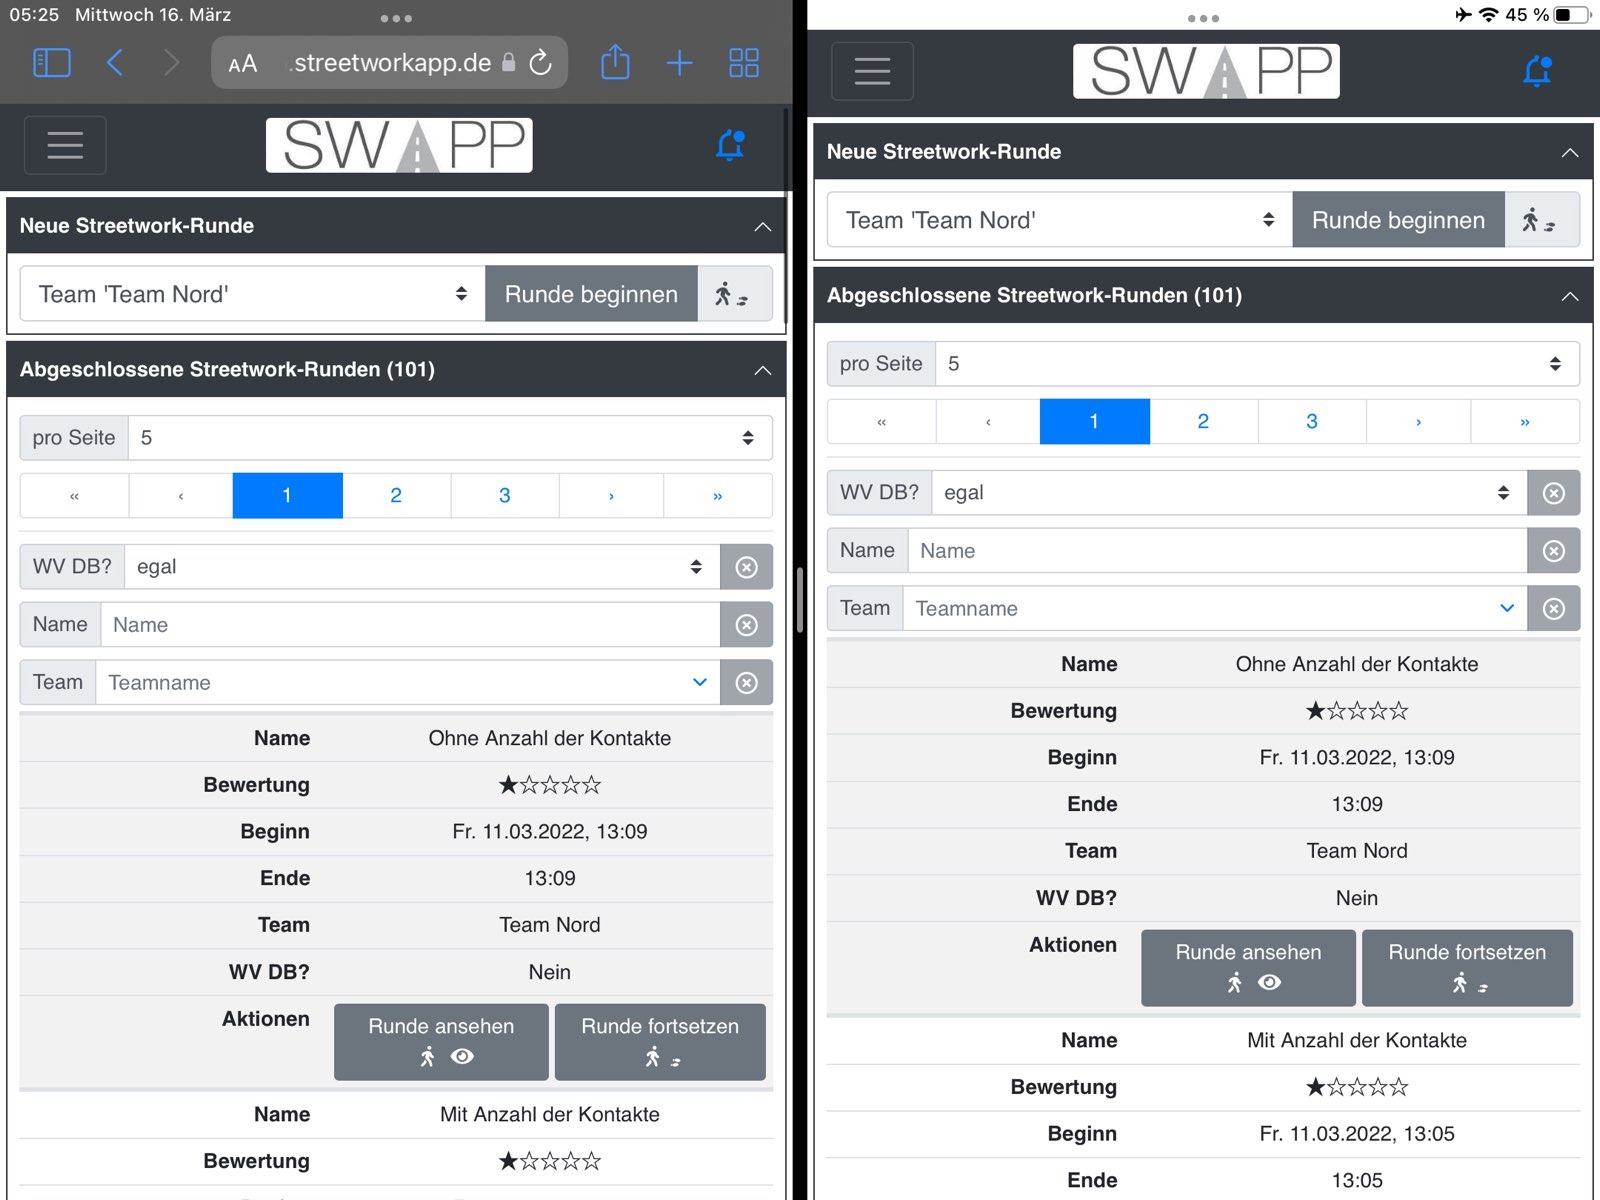 05:25 Mittwoch 16. März
AA .streetworkapp.de
SWAPP
Neue Streetwork-Runde
Team 'Team Nord' Runde beginnen
Abgeschlossene Streetwork-Runden (101)
pro Seite 5
« ‹ 1 2 3 › »
WV DB? egal
Name Name
Team Teamname
Name Ohne Anzahl der Kontakte
Bewertung ★☆☆☆☆
Beginn Fr. 11.03.2022, 13:09
Ende 13:09
Team Team Nord
WV DB? Nein
Aktionen Runde ansehen Runde fortsetzen
Name Mit Anzahl der Kontakte
Bewertung ★☆☆☆☆
45 %
SWAPP
Neue Streetwork-Runde
Team 'Team Nord' Runde beginnen
Abgeschlossene Streetwork-Runden (101)
pro Seite 5
« ‹ 1 2 3 › »
WV DB? egal
Name Name
Team Teamname
Name Ohne Anzahl der Kontakte
Bewertung ★☆☆☆☆
Beginn Fr. 11.03.2022, 13:09
Ende 13:09
Team Team Nord
WV DB? Nein
Aktionen Runde ansehen Runde fortsetzen
Name Mit Anzahl der Kontakte
Bewertung ★☆☆☆☆
Beginn Fr. 11.03.2022, 13:05
Ende 13:05